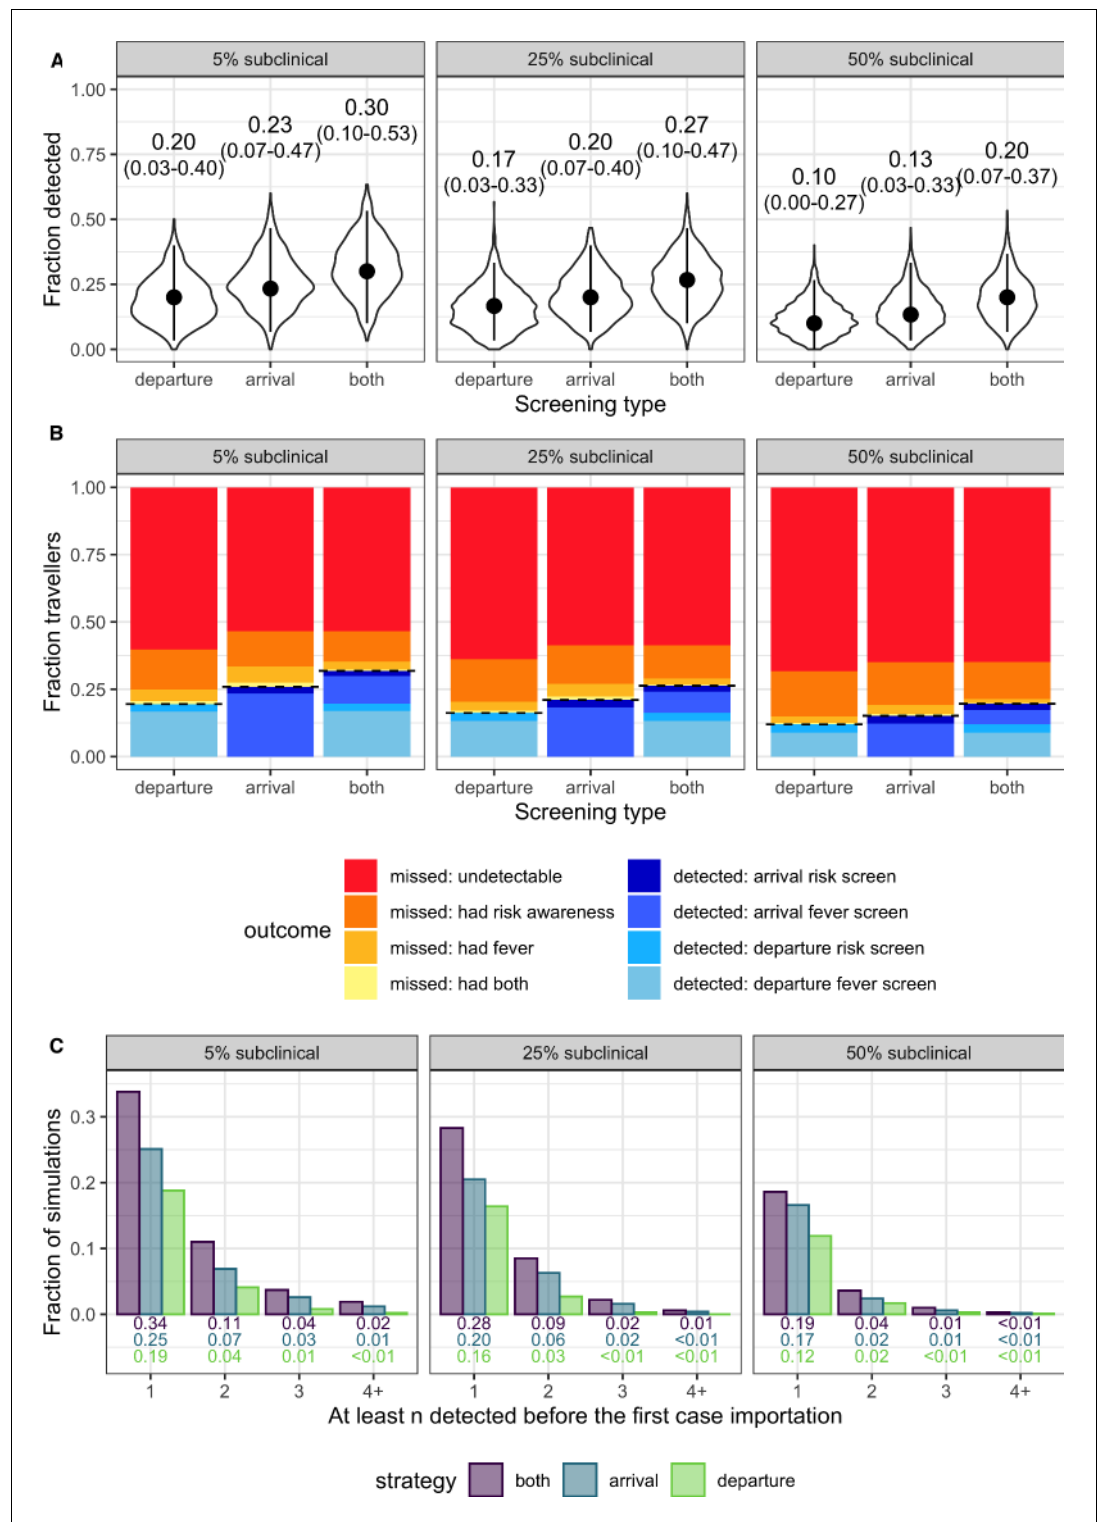 A
5% subclinical
25% subclinical
50% subclinical
Fraction detected
1.00
0.75
0.50
0.25
0.00
0.20
(0.03-0.40)
0.23
(0.07-0.47)
0.30
(0.10-0.53)
0.17
(0.03-0.33)
0.20
(0.07-0.40)
0.27
(0.10-0.47)
0.10
(0.00-0.27)
0.13
(0.03-0.33)
0.20
(0.07-0.37)
departure arrival both
departure arrival both
departure arrival both
Screening type
B
5% subclinical
25% subclinical
50% subclinical
Fraction travellers
1.00
0.75
0.50
0.25
0.00
departure arrival both
departure arrival both
departure arrival both
Screening type
outcome
missed: undetectable
missed: had risk awareness
missed: had fever
missed: had both
detected: arrival risk screen
detected: arrival fever screen
detected: departure risk screen
detected: departure fever screen
C
5% subclinical
25% subclinical
50% subclinical
Fraction of simulations
0.3
0.2
0.1
0.0
0.34 0.11 0.04 0.02
0.25 0.07 0.03 0.01
0.19 0.04 0.01 <0.01
0.28 0.09 0.02 0.01
0.20 0.06 0.02 <0.01
0.16 0.03 <0.01 <0.01
0.19 0.04 0.01 <0.01
0.17 0.02 0.01 <0.01
0.12 0.02 <0.01 <0.01
1 2 3 4+
1 2 3 4+
1 2 3 4+
At least n detected before the first case importation
strategy both arrival departure